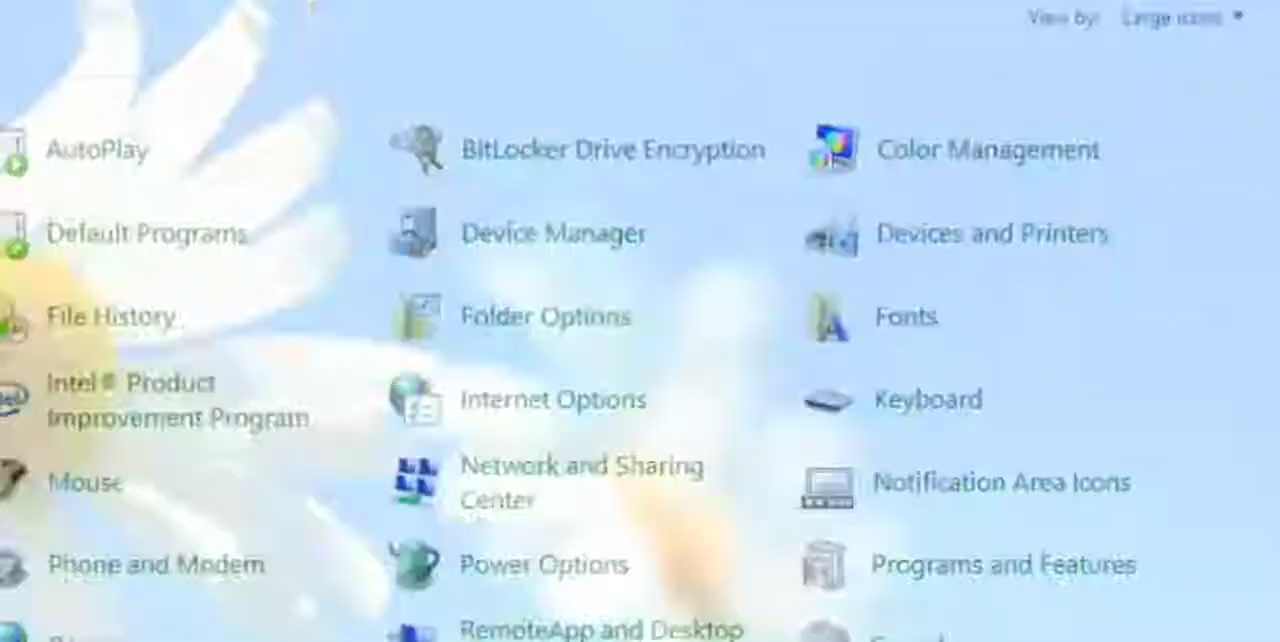 View by: Large icons
AutoPlay
BitLocker Drive Encryption
Color Management
Default Programs
Device Manager
Devices and Printers
File History
Folder Options
Fonts
Intel® Product
Improvement Program
Internet Options
Keyboard
Mouse
Network and Sharing
Center
Notification Area Icons
Phone and Modem
Power Options
Programs and Features
RemoteApp and Desktop